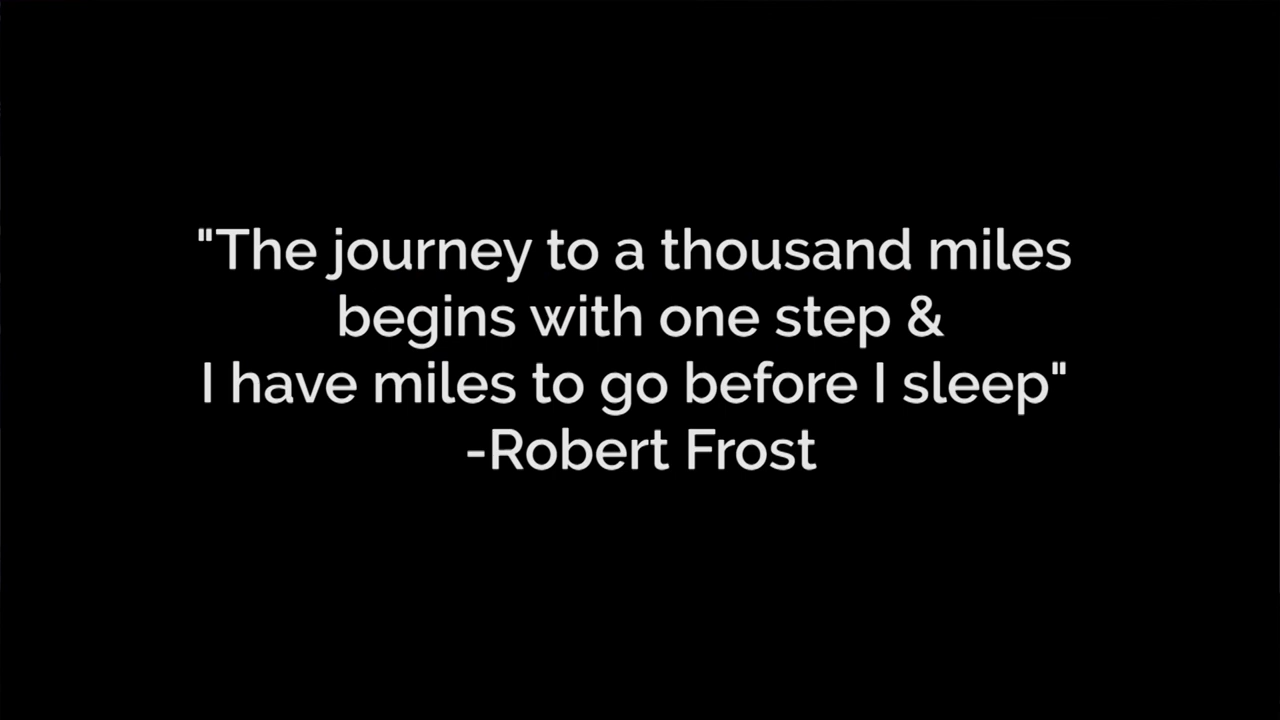 "The journey to a thousand miles
begins with one step &
I have miles to go before I sleep"
-Robert Frost